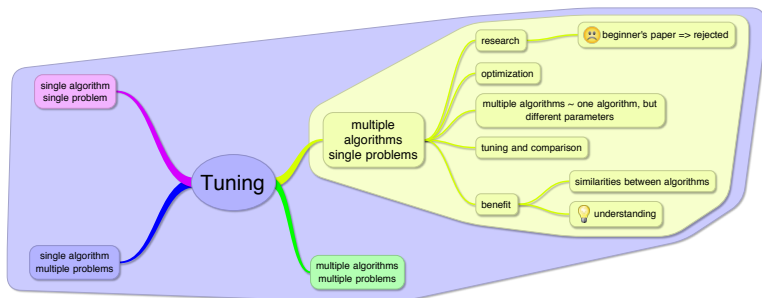 single algorithm
single problem
Tuning
single algorithm
multiple problems
multiple
algorithms
single problems
research
beginner's paper => rejected
optimization
multiple algorithms ~ one algorithm, but
different parameters
tuning and comparison
benefit
similarities between algorithms
understanding
multiple algorithms
multiple problems